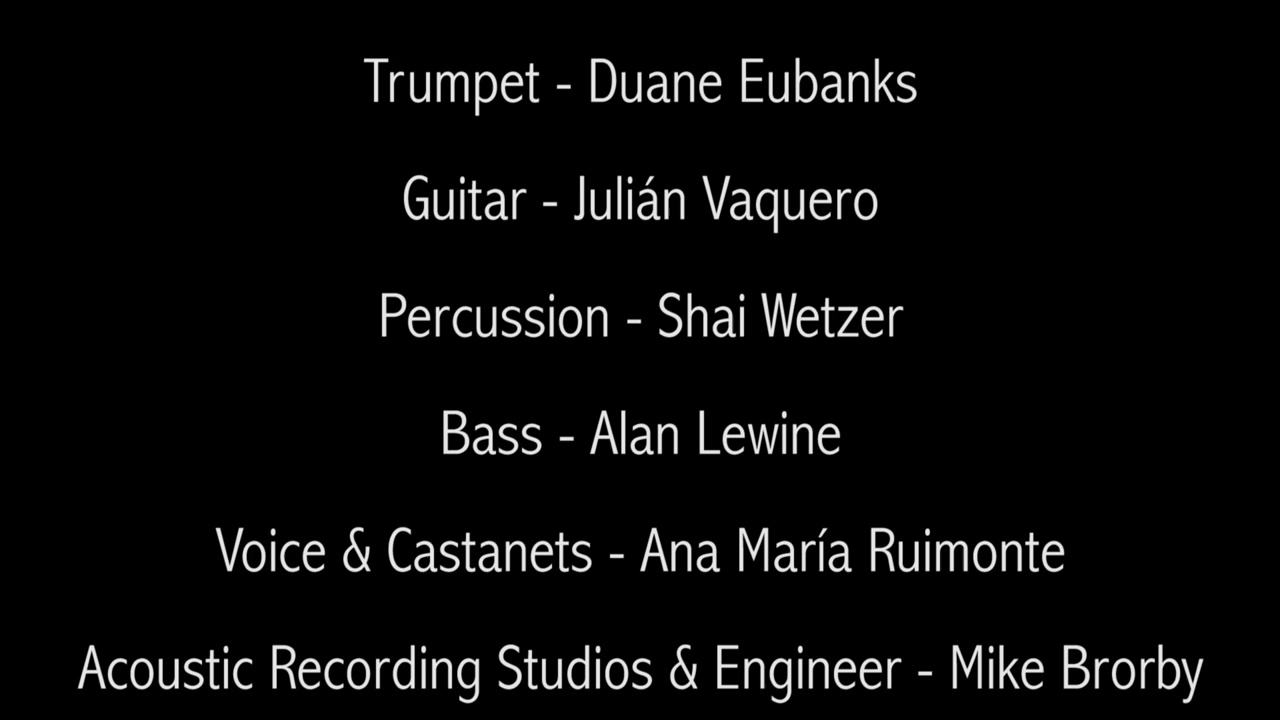 Trumpet - Duane Eubanks
Guitar - Julián Vaquero
Percussion - Shai Wetzer
Bass - Alan Lewine
Voice & Castanets - Ana María Ruimonte
Acoustic Recording Studios & Engineer - Mike Brorby